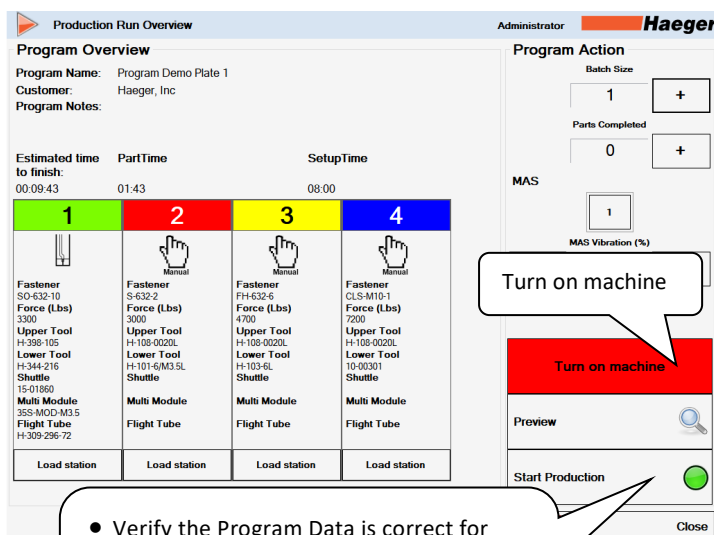 Production Run Overview
Administrator
Haeger
Program Overview
Program Name: Program Demo Plate 1
Customer: Haeger, Inc
Program Notes:
Estimated time to finish:
00:09:43
PartTime
01:43
SetupTime
08:00
1
Fastener
SO-632-10
Force (Lbs)
3300
Upper Tool
H-398-105
Lower Tool
H-344-216
Shuttle
15-01860
Multi Module
35S-MOD-M3.5
Flight Tube
H-309-296-72
Load station
2
Manual
Fastener
S-632-2
Force (Lbs)
3000
Upper Tool
H-108-0020L
Lower Tool
H-101-6/M3.5L
Shuttle
Multi Module
Flight Tube
Load station
3
Manual
Fastener
FH-632-6
Force (Lbs)
4700
Upper Tool
H-108-0020L
Lower Tool
H-103-6L
Shuttle
Multi Module
Flight Tube
Load station
4
Manual
Fastener
CLS-M10-1
Force (Lbs)
7200
Upper Tool
H-108-0020L
Lower Tool
10-00301
Shuttle
Multi Module
Flight Tube
Load station
Program Action
Batch Size
1
+
Parts Completed
0
+
MAS
1
MAS Vibration (%)
Turn on machine
Turn on machine
Preview
Start Production
Close
• Verify the Program Data is correct for